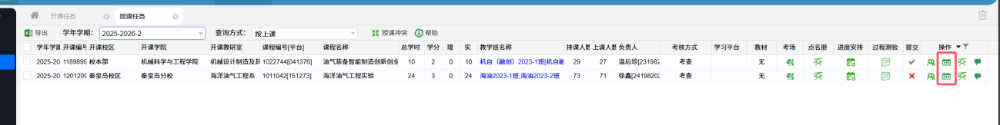 开课任务 授课任务
导出 学年学期: 2025-2026-2 查询方式: 按上课 授课冲突 帮助
学年学期 开课编号 开课校区 开课学院 开课教研室 课程编号[平台] 课程名称 总学时 学分 理 实 教学班名称 排课人数 上课人数 负责人 考核方式 学习平台 教材 考场 点名册 进度安排 过程测验 提交 操作
2025-20 1189899 校本部 机械科学与工程学院 机械设计制造及其 1022744[041376] 油气装备智能制造创新创业 10 2 0 10 机自（融创）2023-1班[机自融 29 27 温后珍[231982 考查 无
2025-20 1201209 秦皇岛校区 秦皇岛分校 海洋油气工程系 1011042[151273] 海洋油气工程实验 24 3 0 24 海油2023-1班,海油2023-2班 73 71 徐鑫[24198202 考查 无